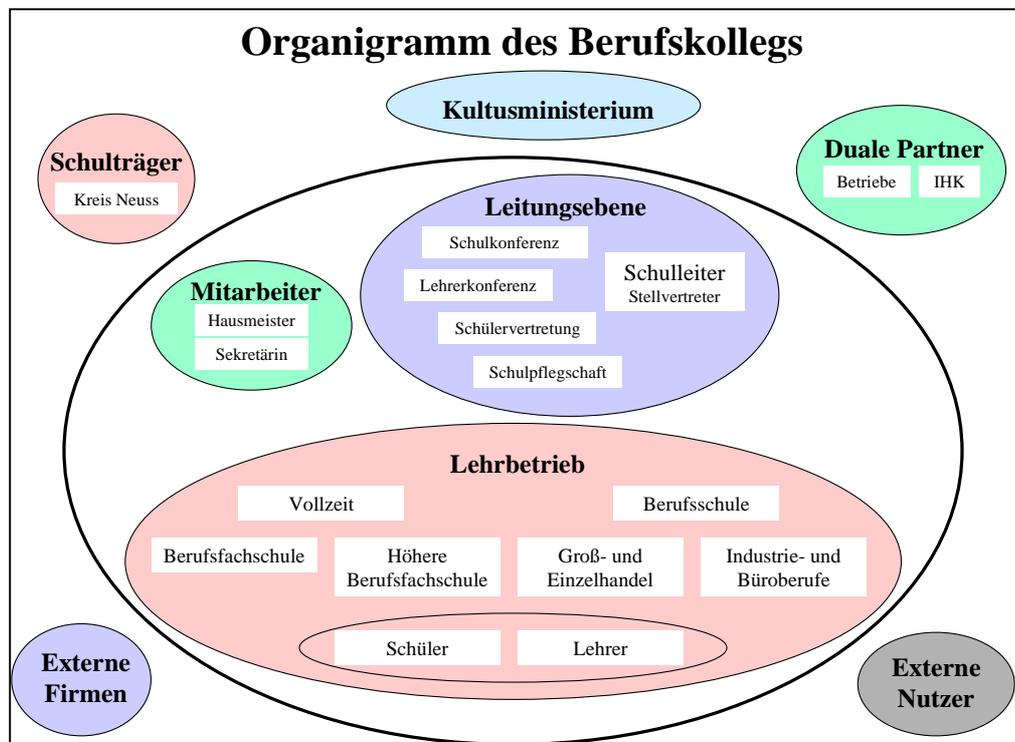 Organigramm des Berufskollegs
Kultusministerium
Schulträger
Kreis Neuss
Duale Partner
Betriebe
IHK
Leitungsebene
Schulkonferenz
Lehrerkonferenz
Schülervertretung
Schulpflegschaft
Schulleiter
Stellvertreter
Mitarbeiter
Hausmeister
Sekretärin
Lehrbetrieb
Vollzeit
Berufsschule
Berufsfachschule
Höhere
Berufsfachschule
Groß- und
Einzelhandel
Industrie- und
Büroberufe
Schüler
Lehrer
Externe
Firmen
Externe
Nutzer